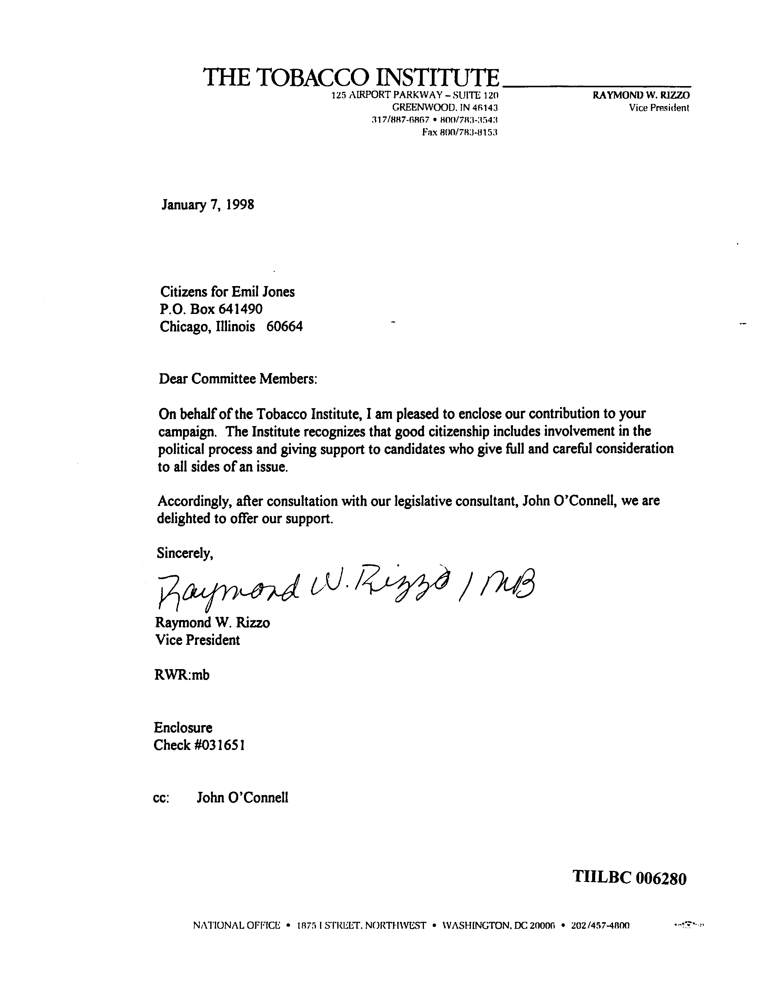 THE TOBACCO INSTITUTE
125 AIRPORT PARKWAY – SUITE 120
GREENWOOD, IN 46143
317/887-6867 • 800/783-3543
Fax 800/783-8153
RAYMOND W. RIZZO
Vice President
January 7, 1998
Citizens for Emil Jones
P.O. Box 641490
Chicago, Illinois 60664
Dear Committee Members:
On behalf of the Tobacco Institute, I am pleased to enclose our contribution to your
campaign. The Institute recognizes that good citizenship includes involvement in the
political process and giving support to candidates who give full and careful consideration
to all sides of an issue.
Accordingly, after consultation with our legislative consultant, John O'Connell, we are
delighted to offer our support.
Sincerely,
Raymond W. Rizzo / MB
Raymond W. Rizzo
Vice President
RWR:mb
Enclosure
Check #031651
cc: John O'Connell
TIILBC 006280
NATIONAL OFFICE • 1875 I STREET, NORTHWEST • WASHINGTON, DC 20006 • 202/457-4800